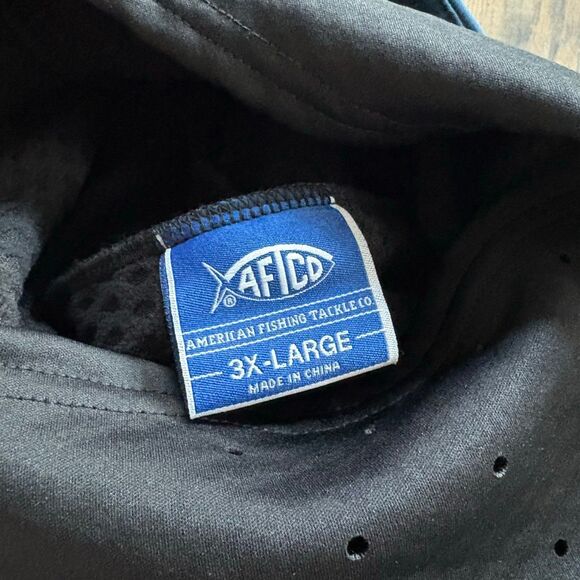 AFTCO
®
AMERICAN FISHING TACKLE CO.
3X-LARGE
MADE IN CHINA